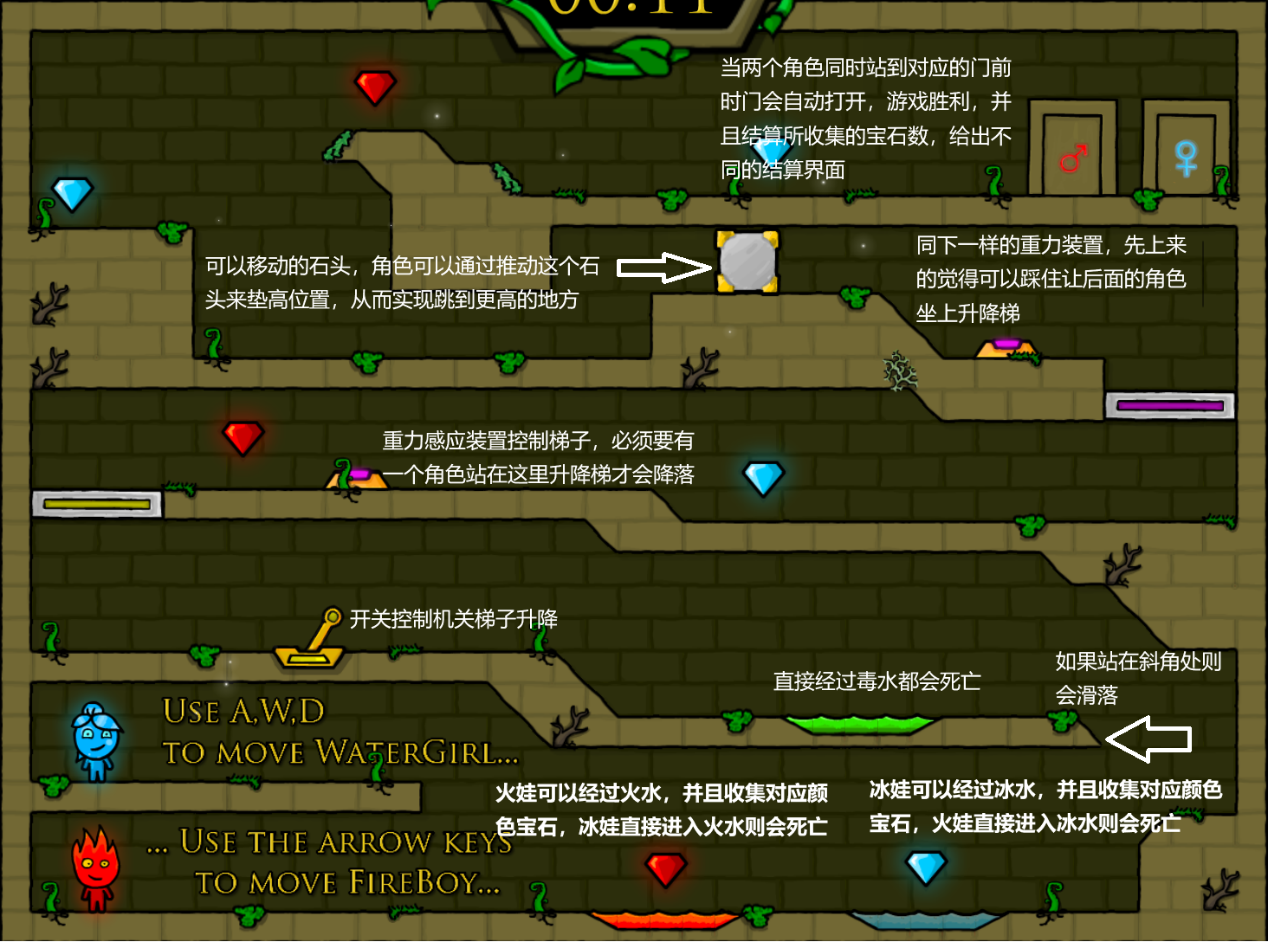 00:11
当两个角色同时站到对应的门前
时门会自动打开，游戏胜利，并
且结算所收集的宝石数，给出不
同的结算界面
可以移动的石头，角色可以通过推动这个石
头来垫高位置，从而实现跳到更高的地方
同下一样的重力装置，先上来
的觉得可以踩住让后面的角色
坐上升降梯
重力感应装置控制梯子，必须要有
一个角色站在这里升降梯才会降落
开关控制机关梯子升降
如果站在斜角处则
会滑落
直接经过毒水都会死亡
USE A,W,D
TO MOVE WATERGIRL...
火娃可以经过火水，并且收集对应颜
色宝石，冰娃直接进入火水则会死亡
冰娃可以经过冰水，并且收集对应颜色
宝石，火娃直接进入冰水则会死亡
... USE THE ARROW KEYS
TO MOVE FIREBOY...